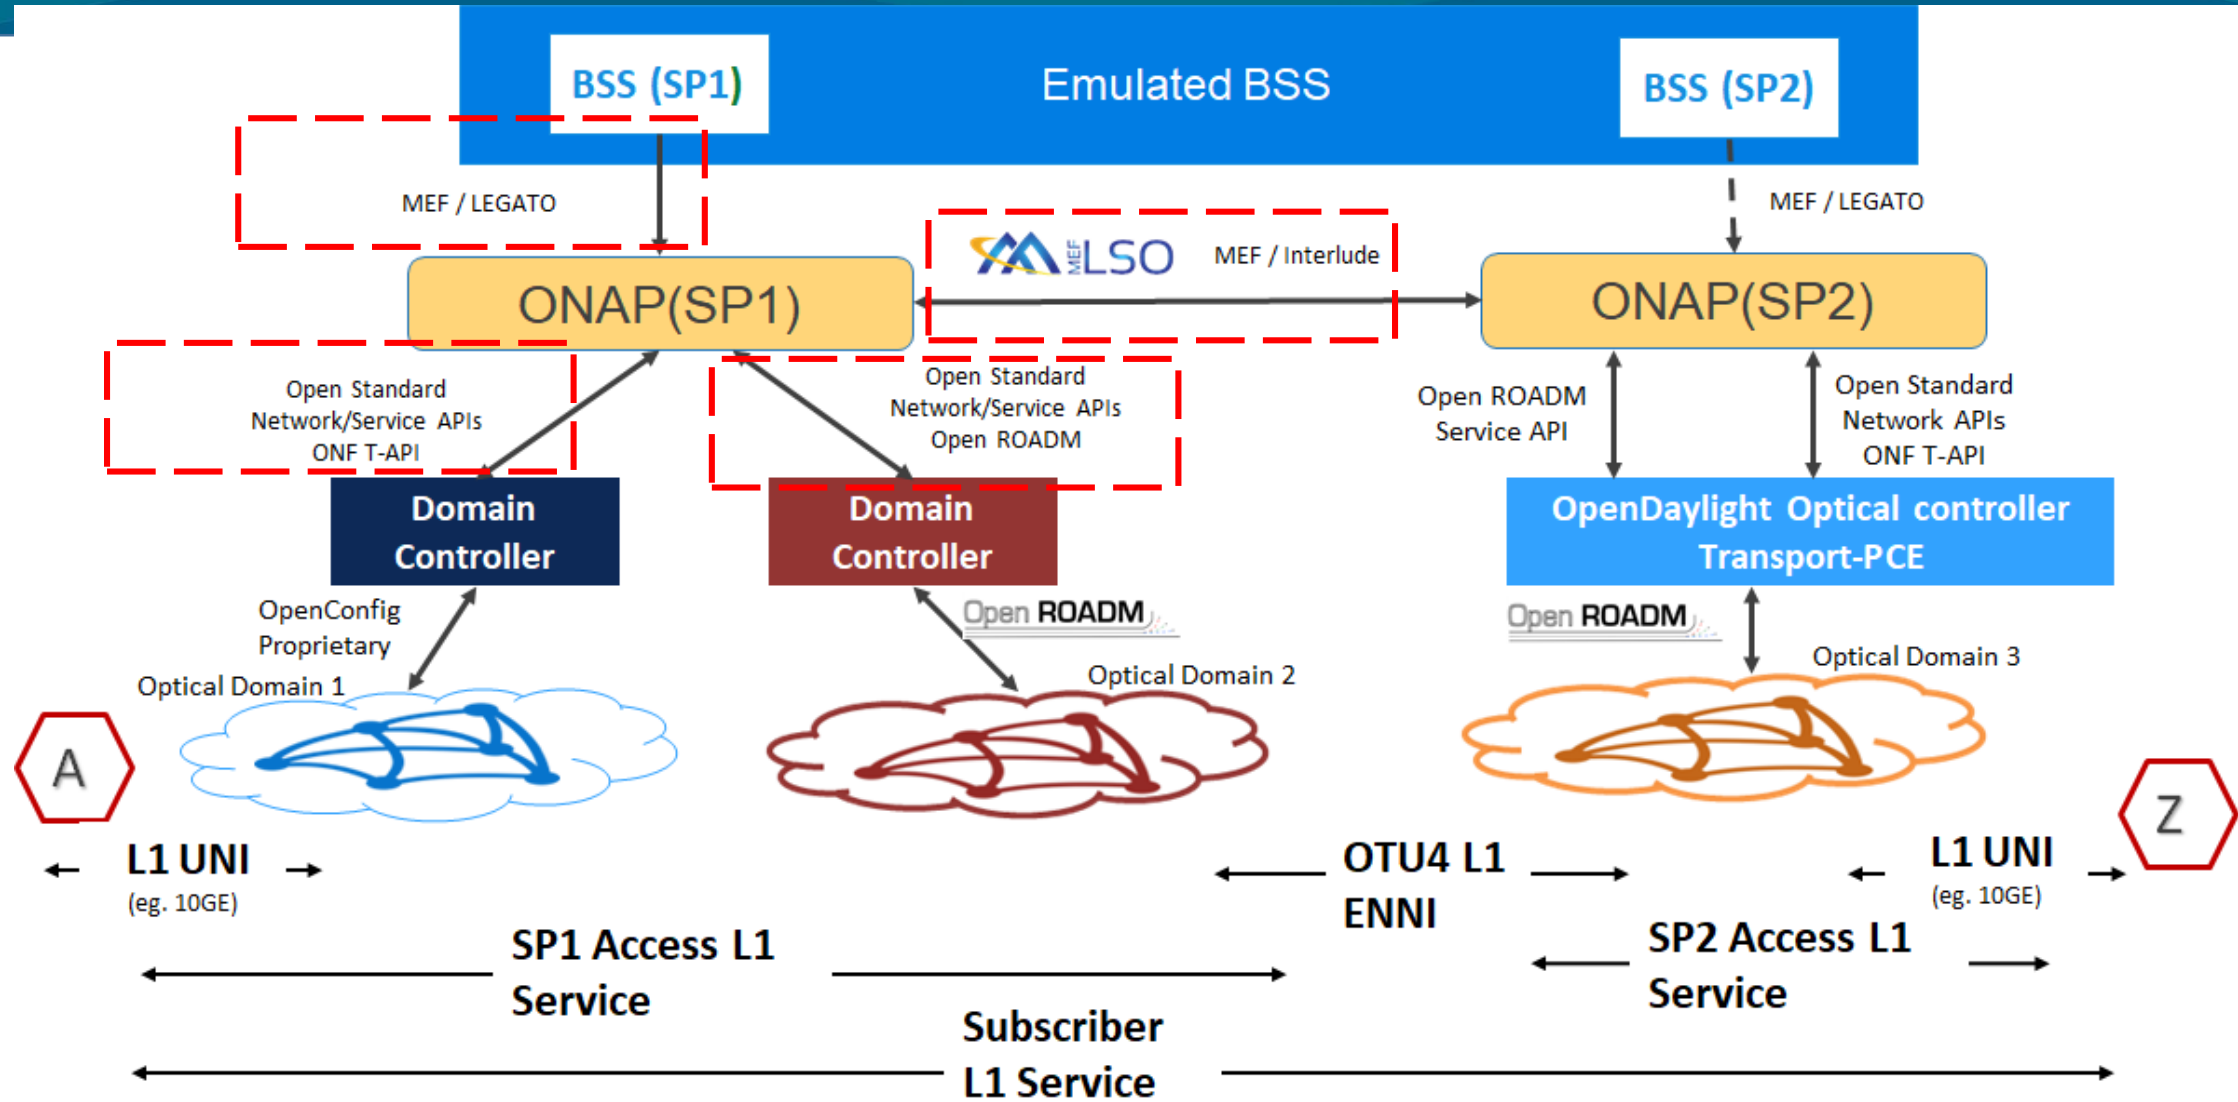 BSS (SP1)
Emulated BSS
BSS (SP2)
MEF / LEGATO
MEF / LEGATO
MEF LSO
MEF / Interlude
ONAP(SP1)
ONAP(SP2)
Open Standard
Network/Service APIs
ONF T-API
Open Standard
Network/Service APIs
Open ROADM
Open ROADM
Service API
Open Standard
Network APIs
ONF T-API
Domain
Controller
Domain
Controller
OpenDaylight Optical controller
Transport-PCE
OpenConfig
Proprietary
Open ROADM
Open ROADM
Optical Domain 1
Optical Domain 2
Optical Domain 3
A
Z
L1 UNI
(eg. 10GE)
OTU4 L1
ENNI
L1 UNI
(eg. 10GE)
SP1 Access L1
Service
SP2 Access L1
Service
Subscriber
L1 Service